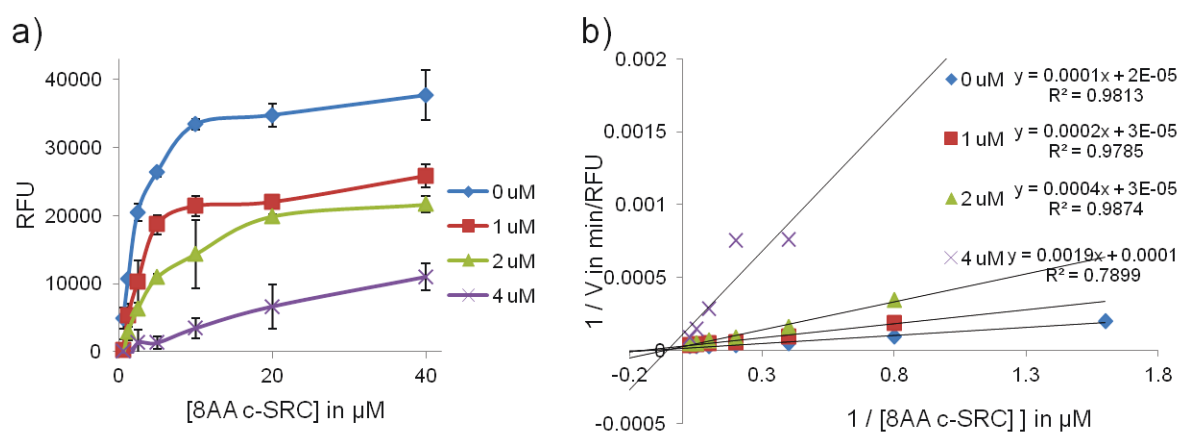 a)
40000
30000
20000
10000
0
RFU
0
20
40
[8AA c-SRC] in µM
0 uM
1 uM
2 uM
4 uM
b)
0.002
0.0015
0.001
0.0005
0
0
-0.0005
1 / V in min/RFU
-0.2
0.3
0.8
1.3
1.8
1 / [8AA c-SRC] ] in µM
0 uM y = 0.0001x + 2E-05
R² = 0.9813
1 uM y = 0.0002x + 3E-05
R² = 0.9785
2 uM y = 0.0004x + 3E-05
R² = 0.9874
4 uM y = 0.0019x + 0.0001
R² = 0.7899